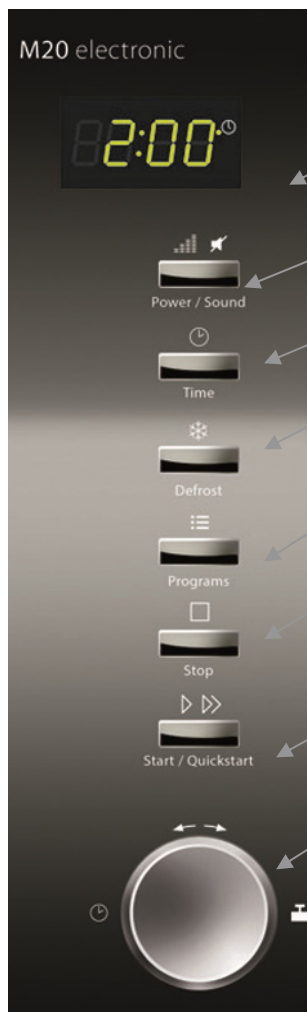 M20 electronic
2:00
Power / Sound
Time
Defrost
Programs
Stop
Start / Quickstart